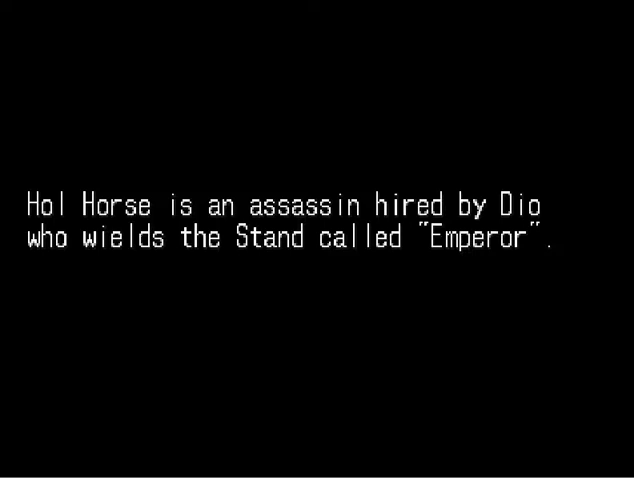 Hol Horse is an assassin hired by Dio
who wields the Stand called "Emperor".